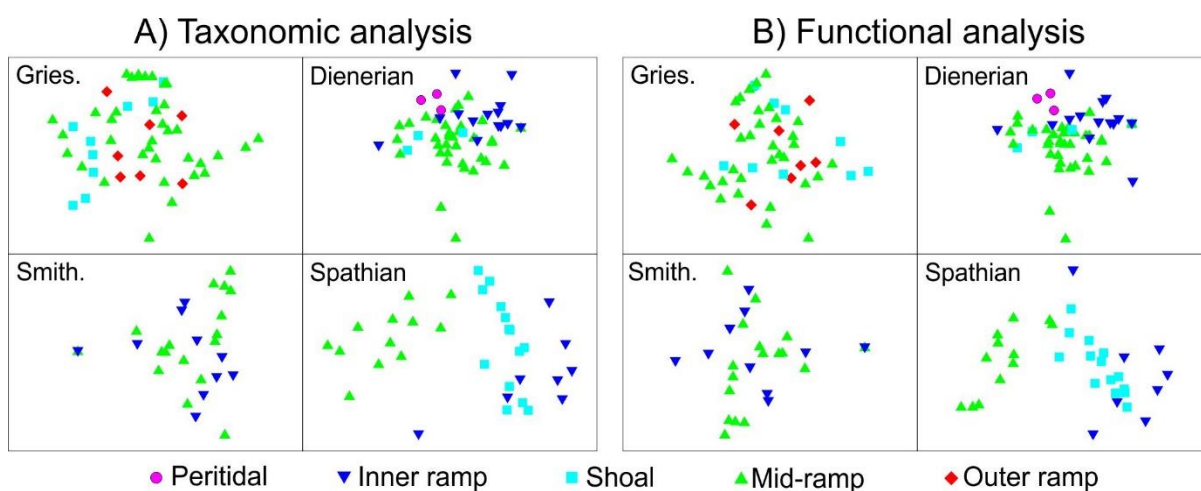 A) Taxonomic analysis
B) Functional analysis
Gries.
Dienerian
Gries.
Dienerian
Smith.
Spathian
Smith.
Spathian
Peritidal
Inner ramp
Shoal
Mid-ramp
Outer ramp